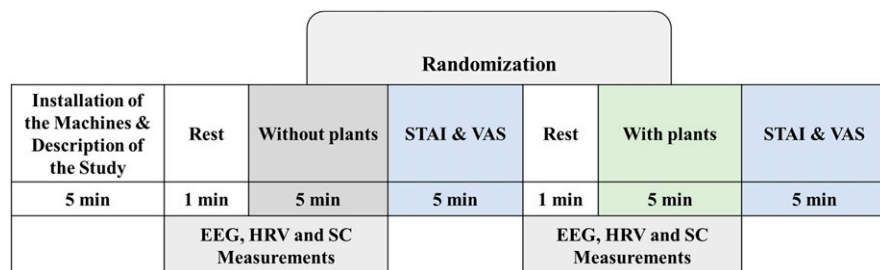 Randomization
Installation of
the Machines &
Description of
the Study
Rest
Without plants
STAI & VAS
Rest
With plants
STAI & VAS
5 min
1 min
5 min
5 min
1 min
5 min
5 min
EEG, HRV and SC
Measurements
EEG, HRV and SC
Measurements